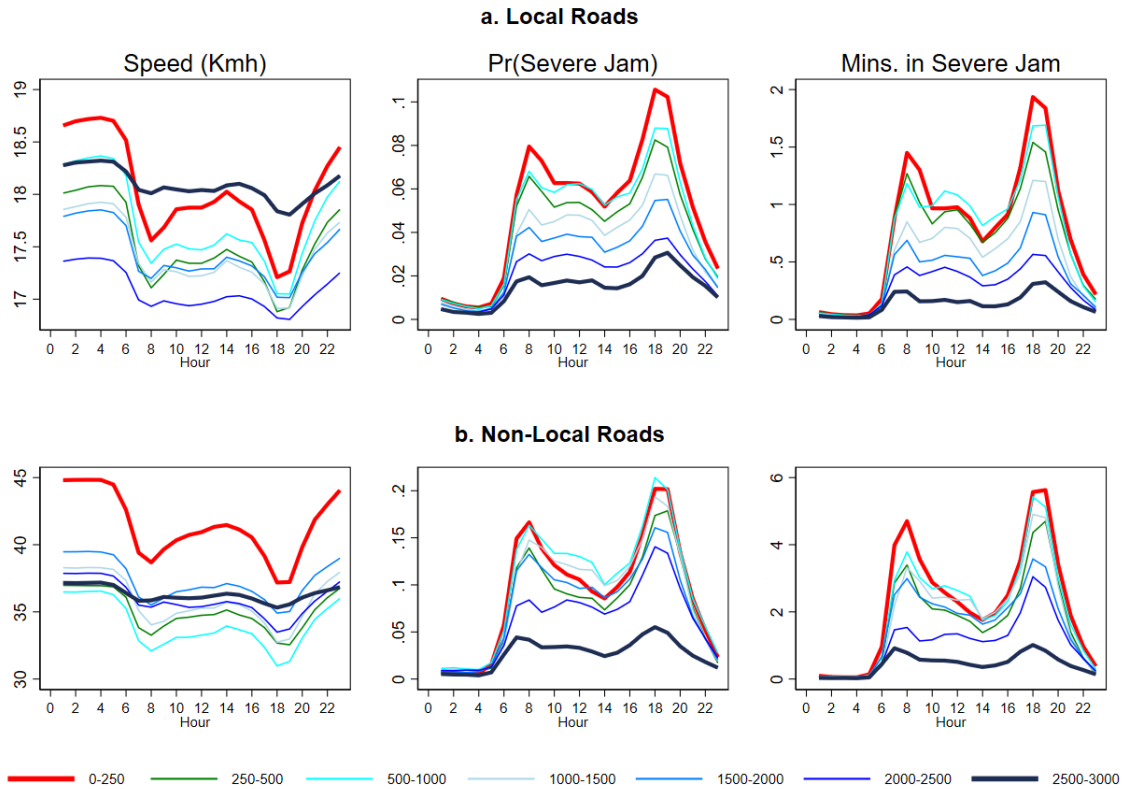 a. Local Roads
Speed (Kmh)
Pr(Severe Jam)
Mins. in Severe Jam
19
18.5
18
17.5
17
0 2 4 6 8 10 12 14 16 18 20 22
Hour
.1
.08
.06
.04
.02
0
0 2 4 6 8 10 12 14 16 18 20 22
Hour
2
1.5
1
.5
0
0 2 4 6 8 10 12 14 16 18 20 22
Hour
b. Non-Local Roads
45
40
35
30
0 2 4 6 8 10 12 14 16 18 20 22
Hour
.2
.15
.1
.05
0
0 2 4 6 8 10 12 14 16 18 20 22
Hour
6
4
2
0
0 2 4 6 8 10 12 14 16 18 20 22
Hour
0-250 250-500 500-1000 1000-1500 1500-2000 2000-2500 2500-3000